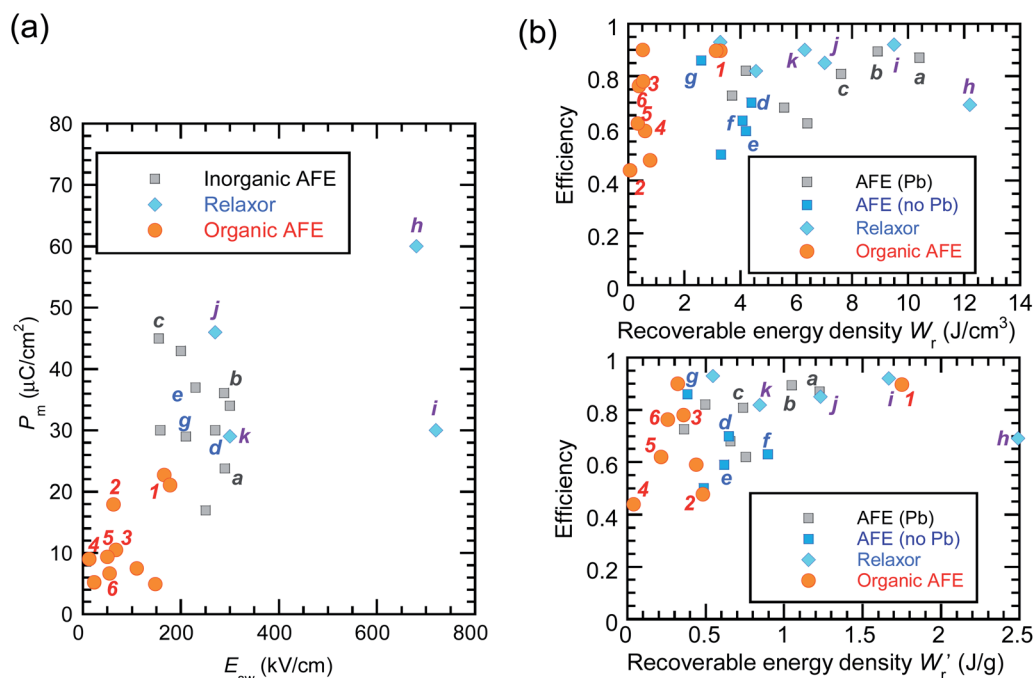 (a)
80
70
60
50
40
30
20
10
0
Pm (μC/cm2)
Inorganic AFE
Relaxor
Organic AFE
h
j
c
b
e
g
d
k
i
a
2
1
4
5
3
6
0
200
400
600
800
Esw (kV/cm)
(b)
1
0.8
0.6
0.4
0.2
1
Efficiency
j
k
g
1
c
b
i
a
h
3
6
5
4
2
d
f
e
AFE (Pb)
AFE (no Pb)
Relaxor
Organic AFE
0
2
4
6
8
10
12
14
Recoverable energy density Wr (J/cm3)
1
0.8
0.6
0.4
0.2
0
Efficiency
g
a
k
c
b
j
i
1
h
6
3
d
5
f
e
4
2
AFE (Pb)
AFE (no Pb)
Relaxor
Organic AFE
0
0.5
1
1.5
2
2.5
Recoverable energy density Wr' (J/g)